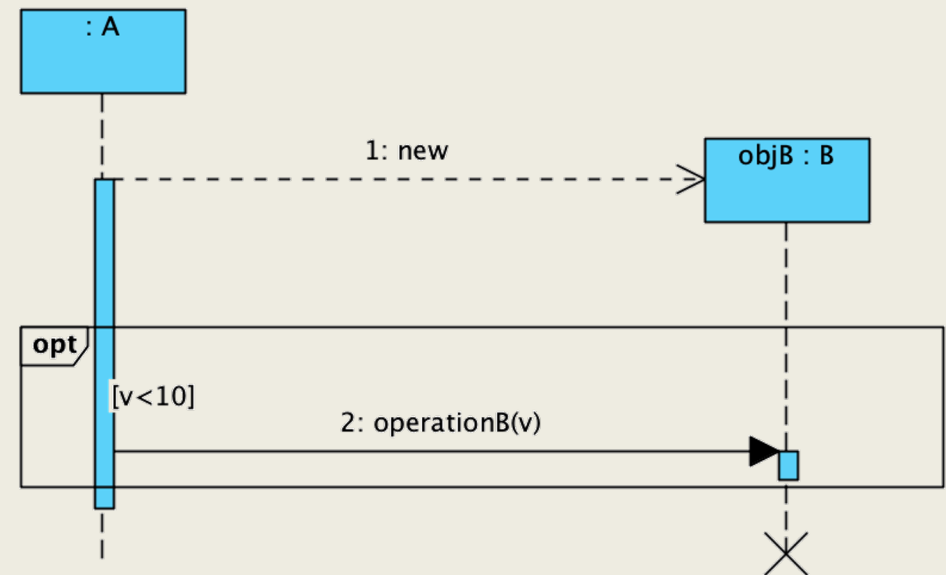 : A
1: new
objB : B
opt
[v<10]
2: operationB(v)